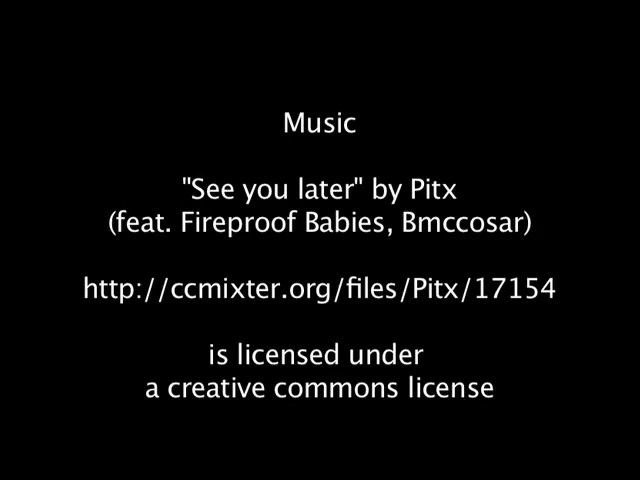 Music
"See you later" by Pitx
(feat. Fireproof Babies, Bmccosar)
http://ccmixter.org/files/Pitx/17154
is licensed under
a creative commons license